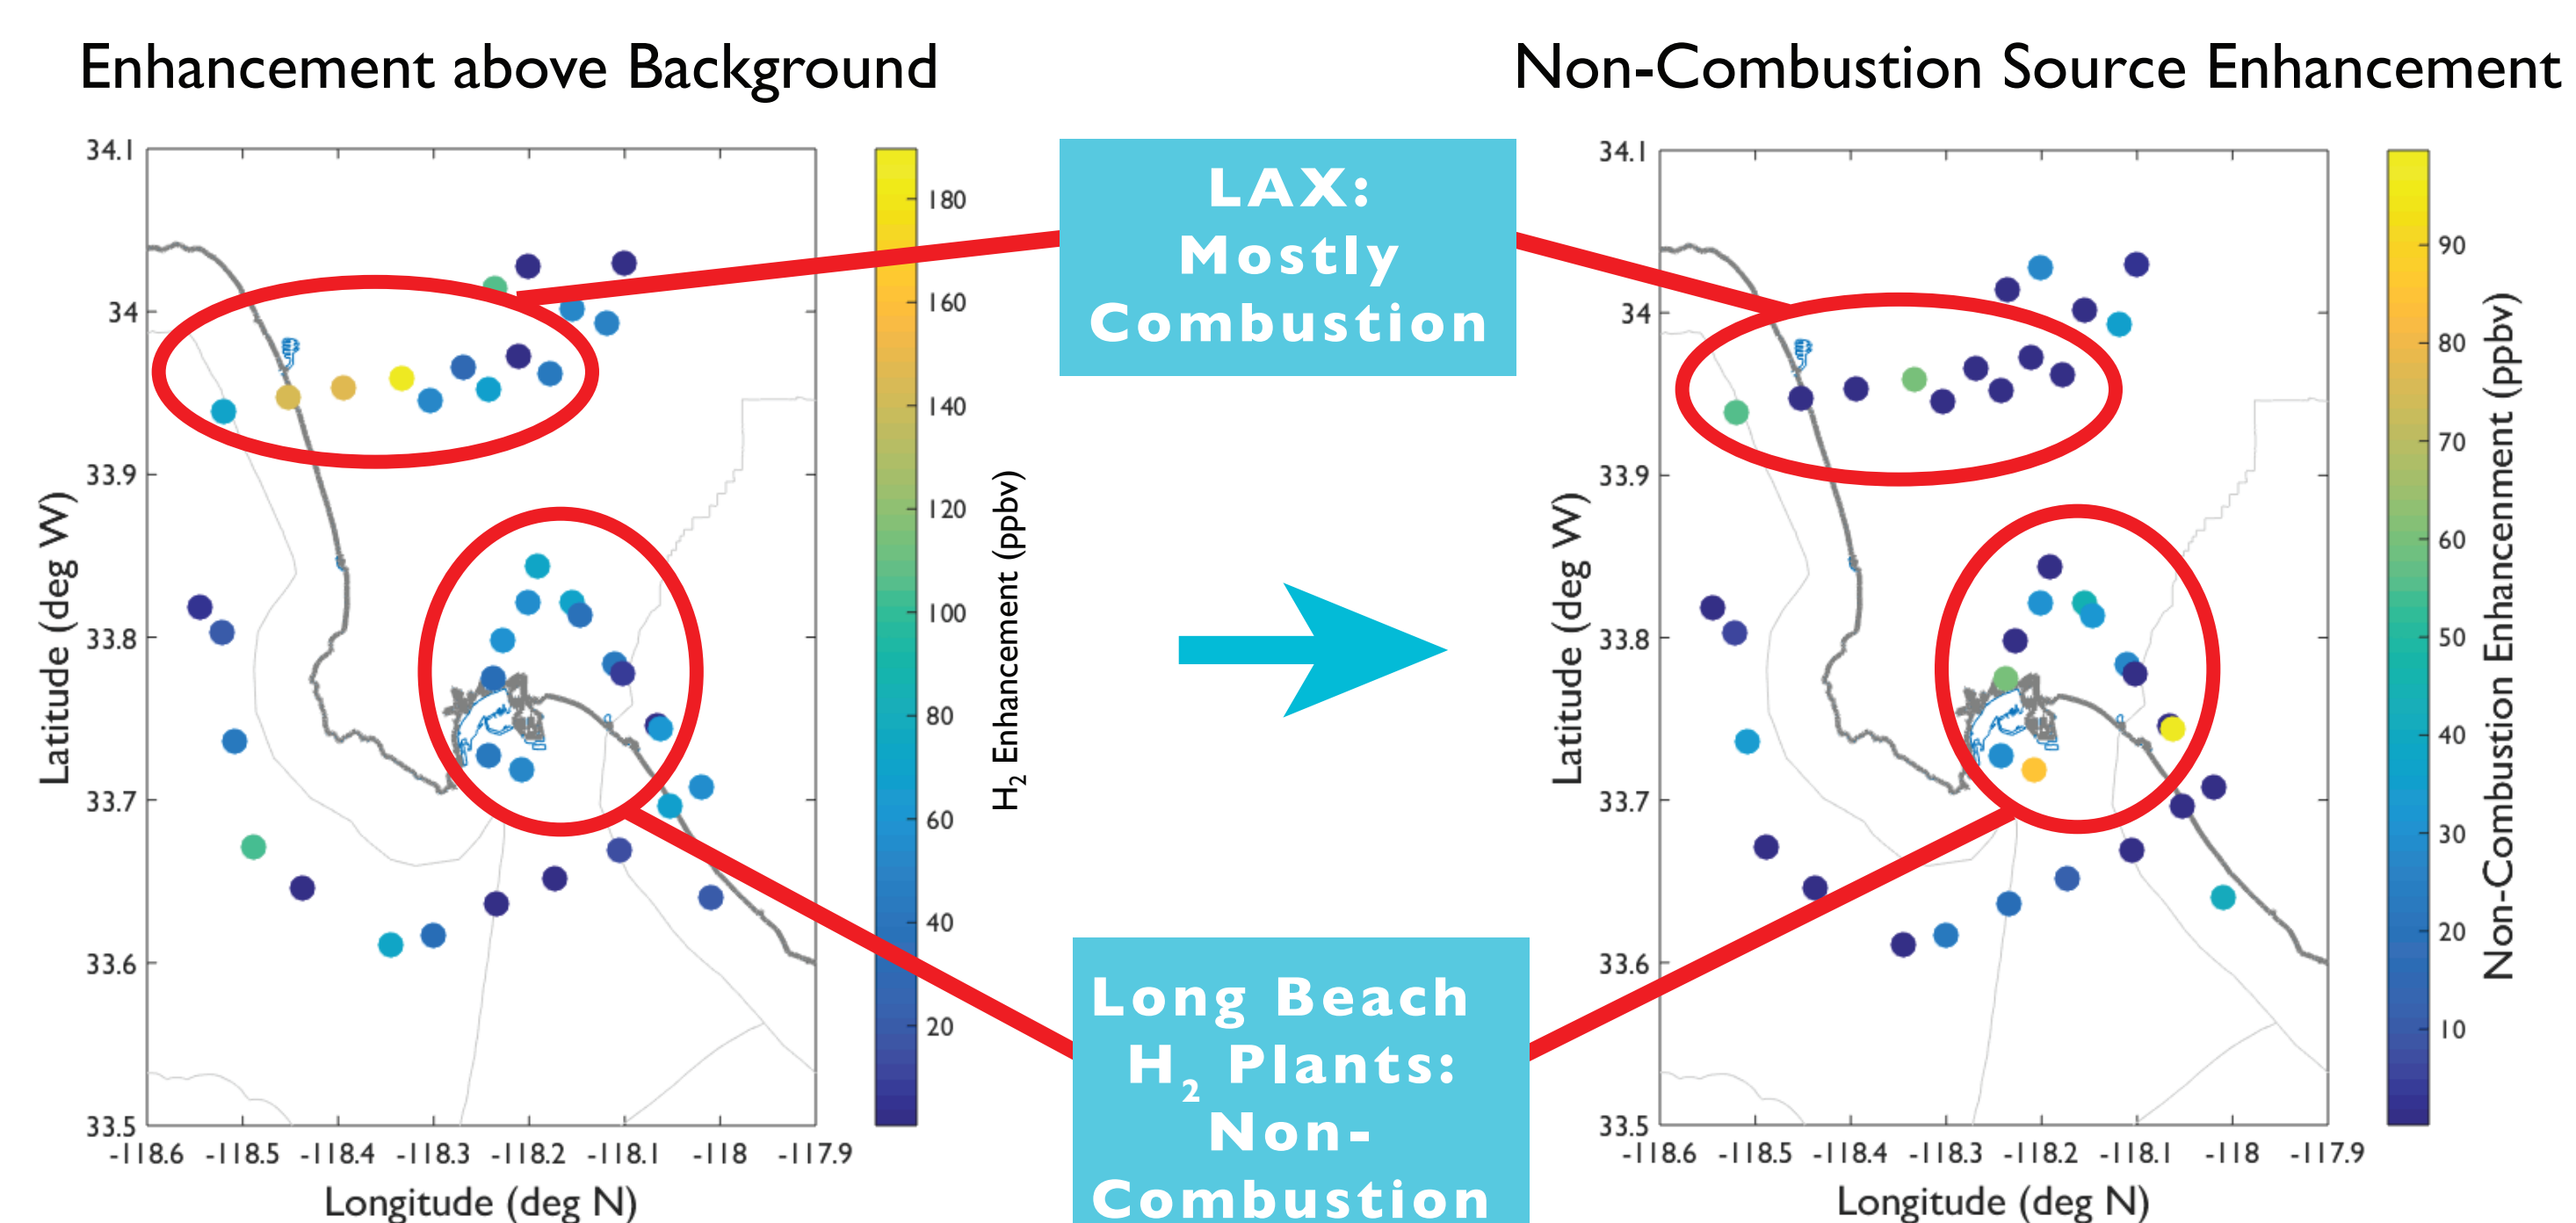 Enhancement above Background
Non-Combustion Source Enhancement
34.1
34
33.9
33.8
33.7
33.6
33.5
-118.6 -118.5 -118.4 -118.3 -118.2 -118.1 -118 -117.9
Longitude (deg N)
Latitude (deg W)
180
160
140
120
100
80
60
40
20
H2 Enhancement (ppbv)
LAX:
Mostly
Combustion
Long Beach
H2 Plants:
Non-
Combustion
34.1
34
33.9
33.8
33.7
33.6
33.5
-118.6 -118.5 -118.4 -118.3 -118.2 -118.1 -118 -117.9
Longitude (deg N)
Latitude (deg W)
90
80
70
60
50
40
30
20
10
Non-Combustion Enhancenment (ppbv)